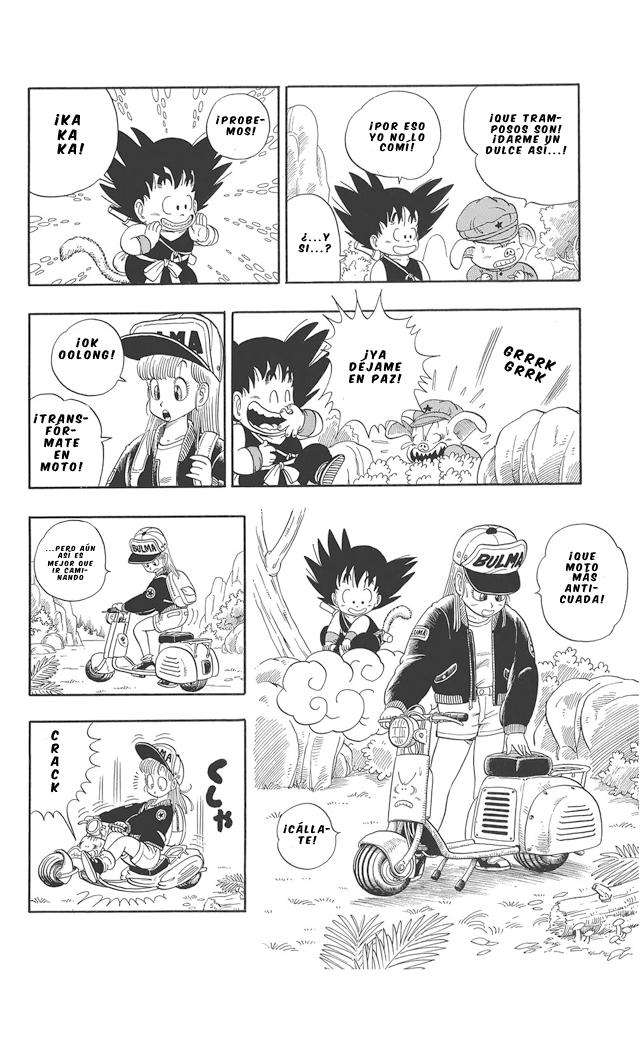 ¡QUE TRAM-
POSOS SON!
¡DARME UN
DULCE ASÍ...!
¡POR ESO
YO NO LO
COMÍ!
¿...Y
SI...?
¡PROBE-
MOS!
¡KA
KA
KA!
GRRRK
GRRK
¡YA
DÉJAME
EN PAZ!
¡OK
OOLONG!
ULMA
¡TRANS-
FÓR-
MATE
EN
MOTO!
¡QUE
MOTO
MÁS
ANTI-
CUADA!
BULMA
¡CÁLLA-
TE!
...PERO AÚN
ASÍ ES
MEJOR QUE
IR CAMI-
NANDO
BULMA
CRACK
くしゃ